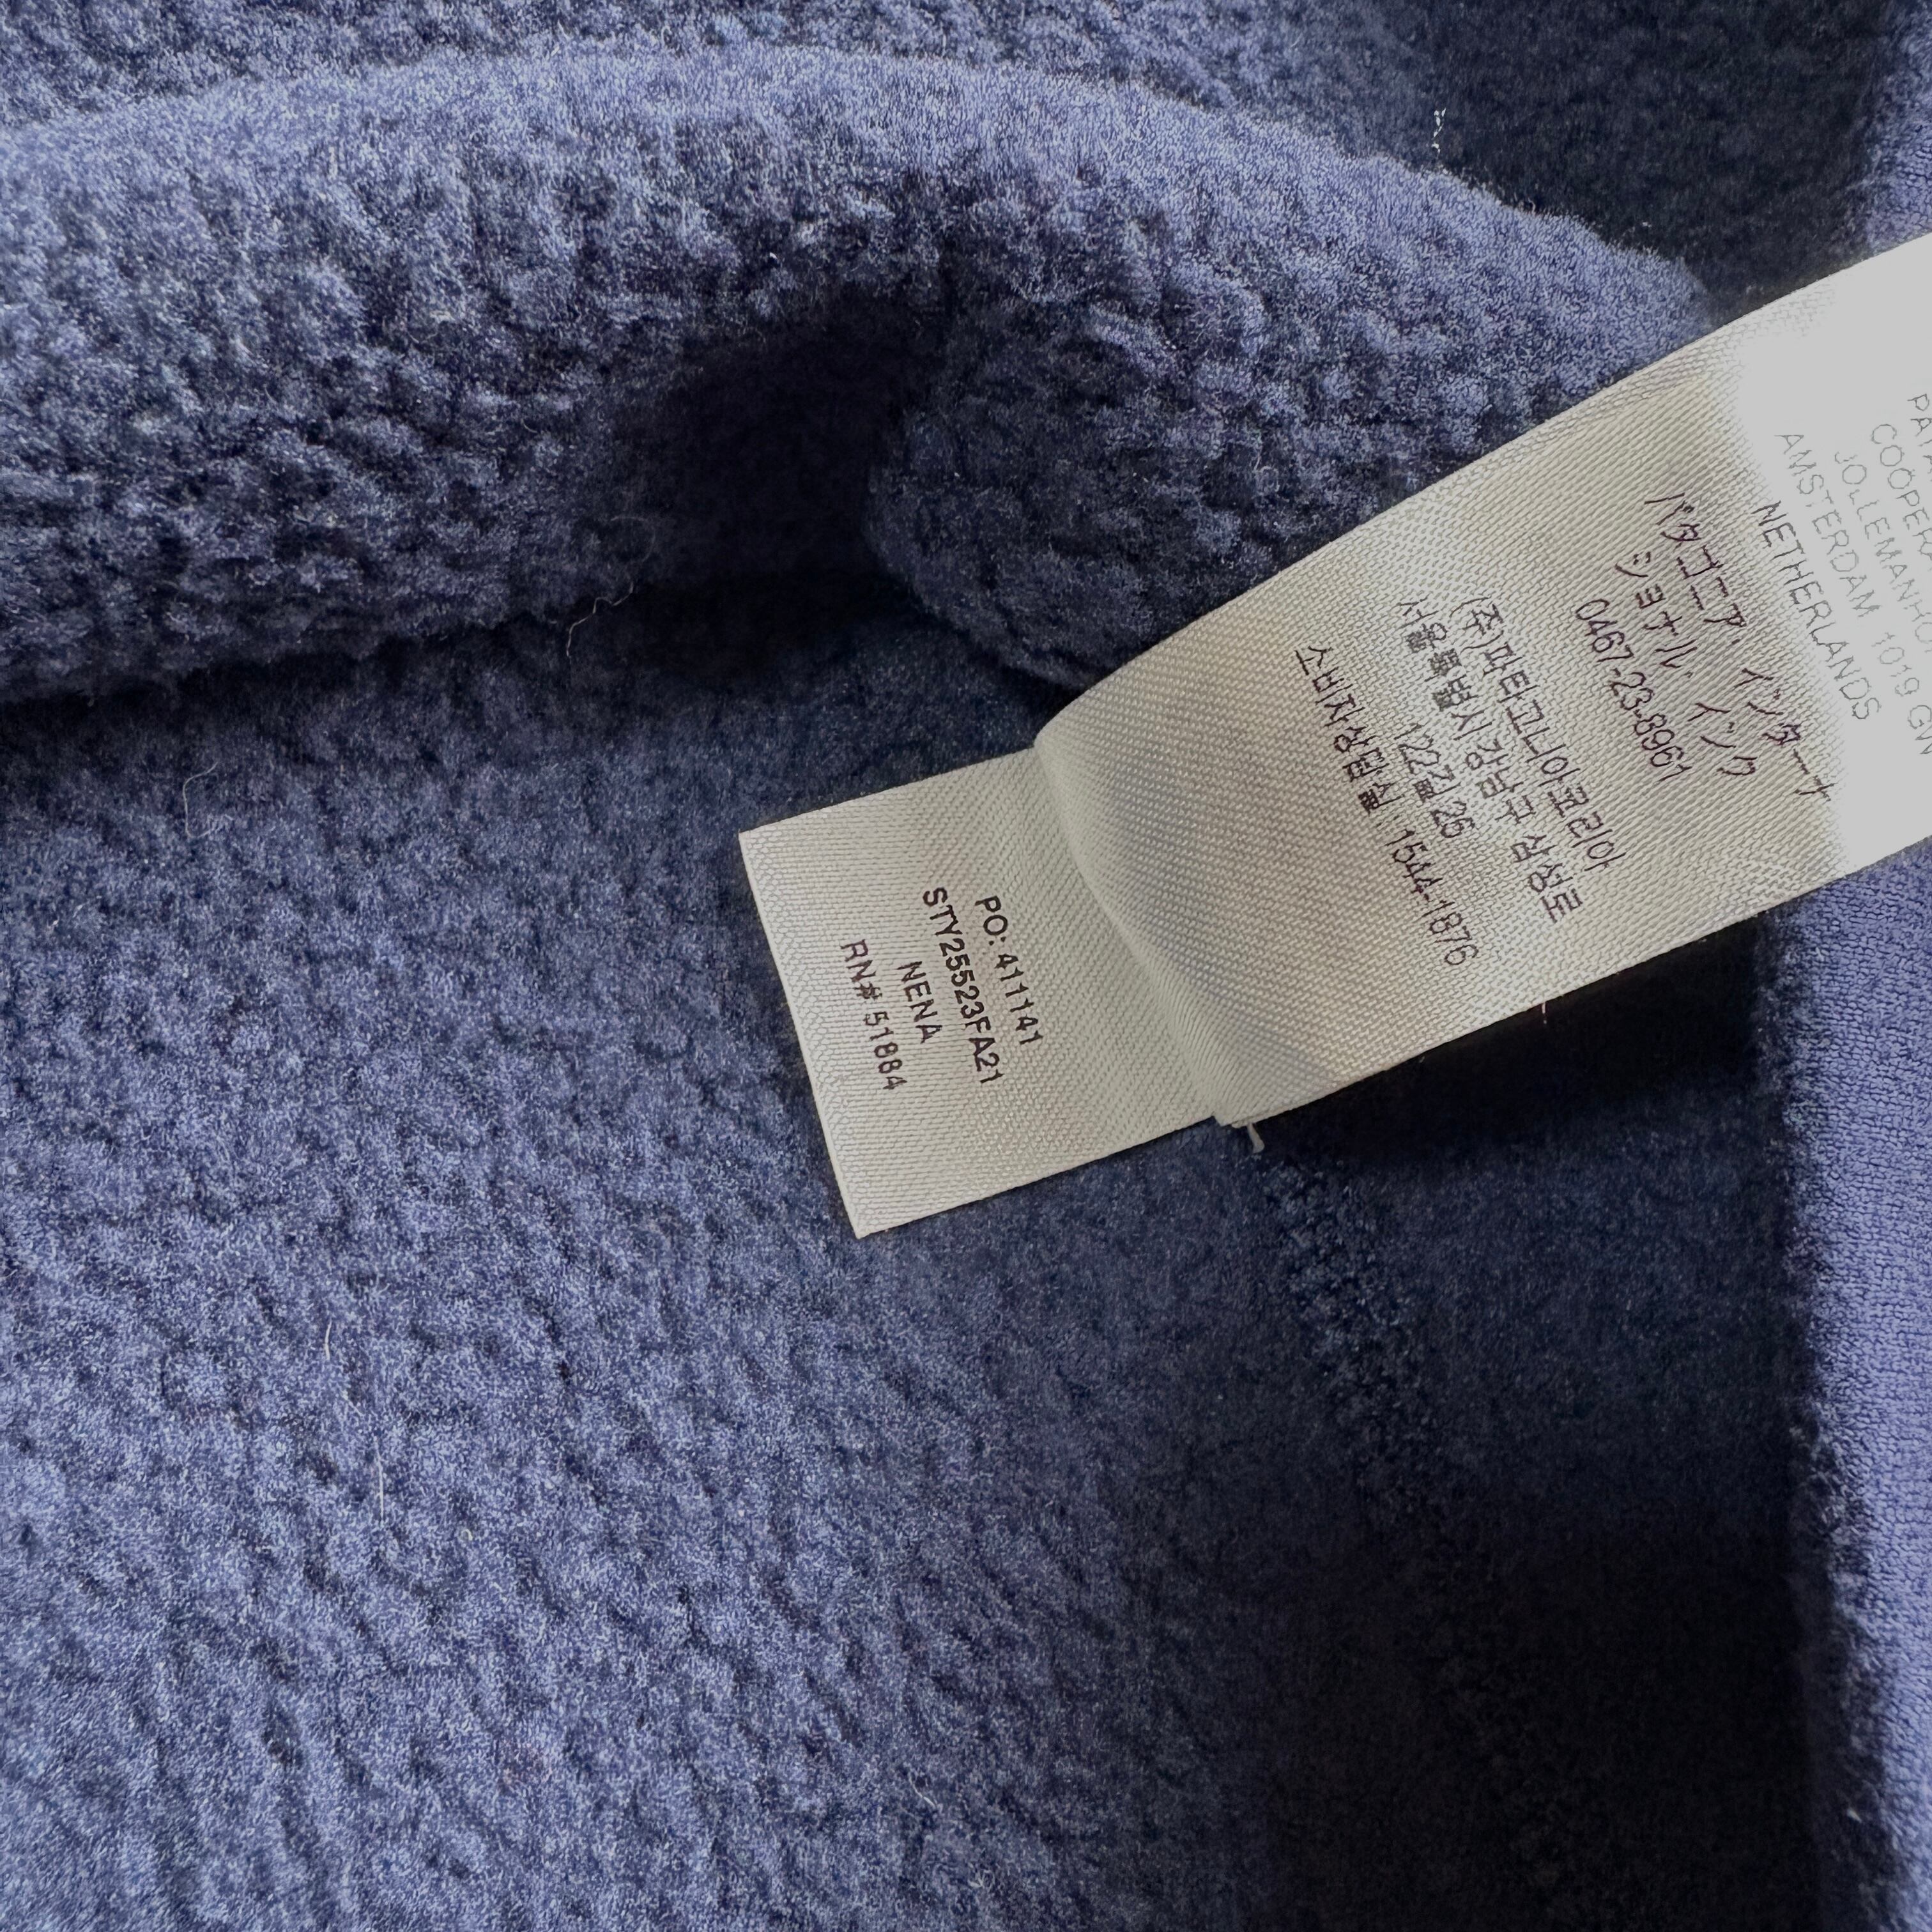 COOPERA
JOLLEMANHOF
AMSTERDAM 1019 GW
NETHERLANDS
パタゴニア インターナ
ショナル インク
0467-23-8961
(주)파타고니아코리아
서울특별시 강남구 삼성로
122길 26
소비자상담실: 1544-1876
PO: 411141
STY25523FA21
NENA
RN# 51884